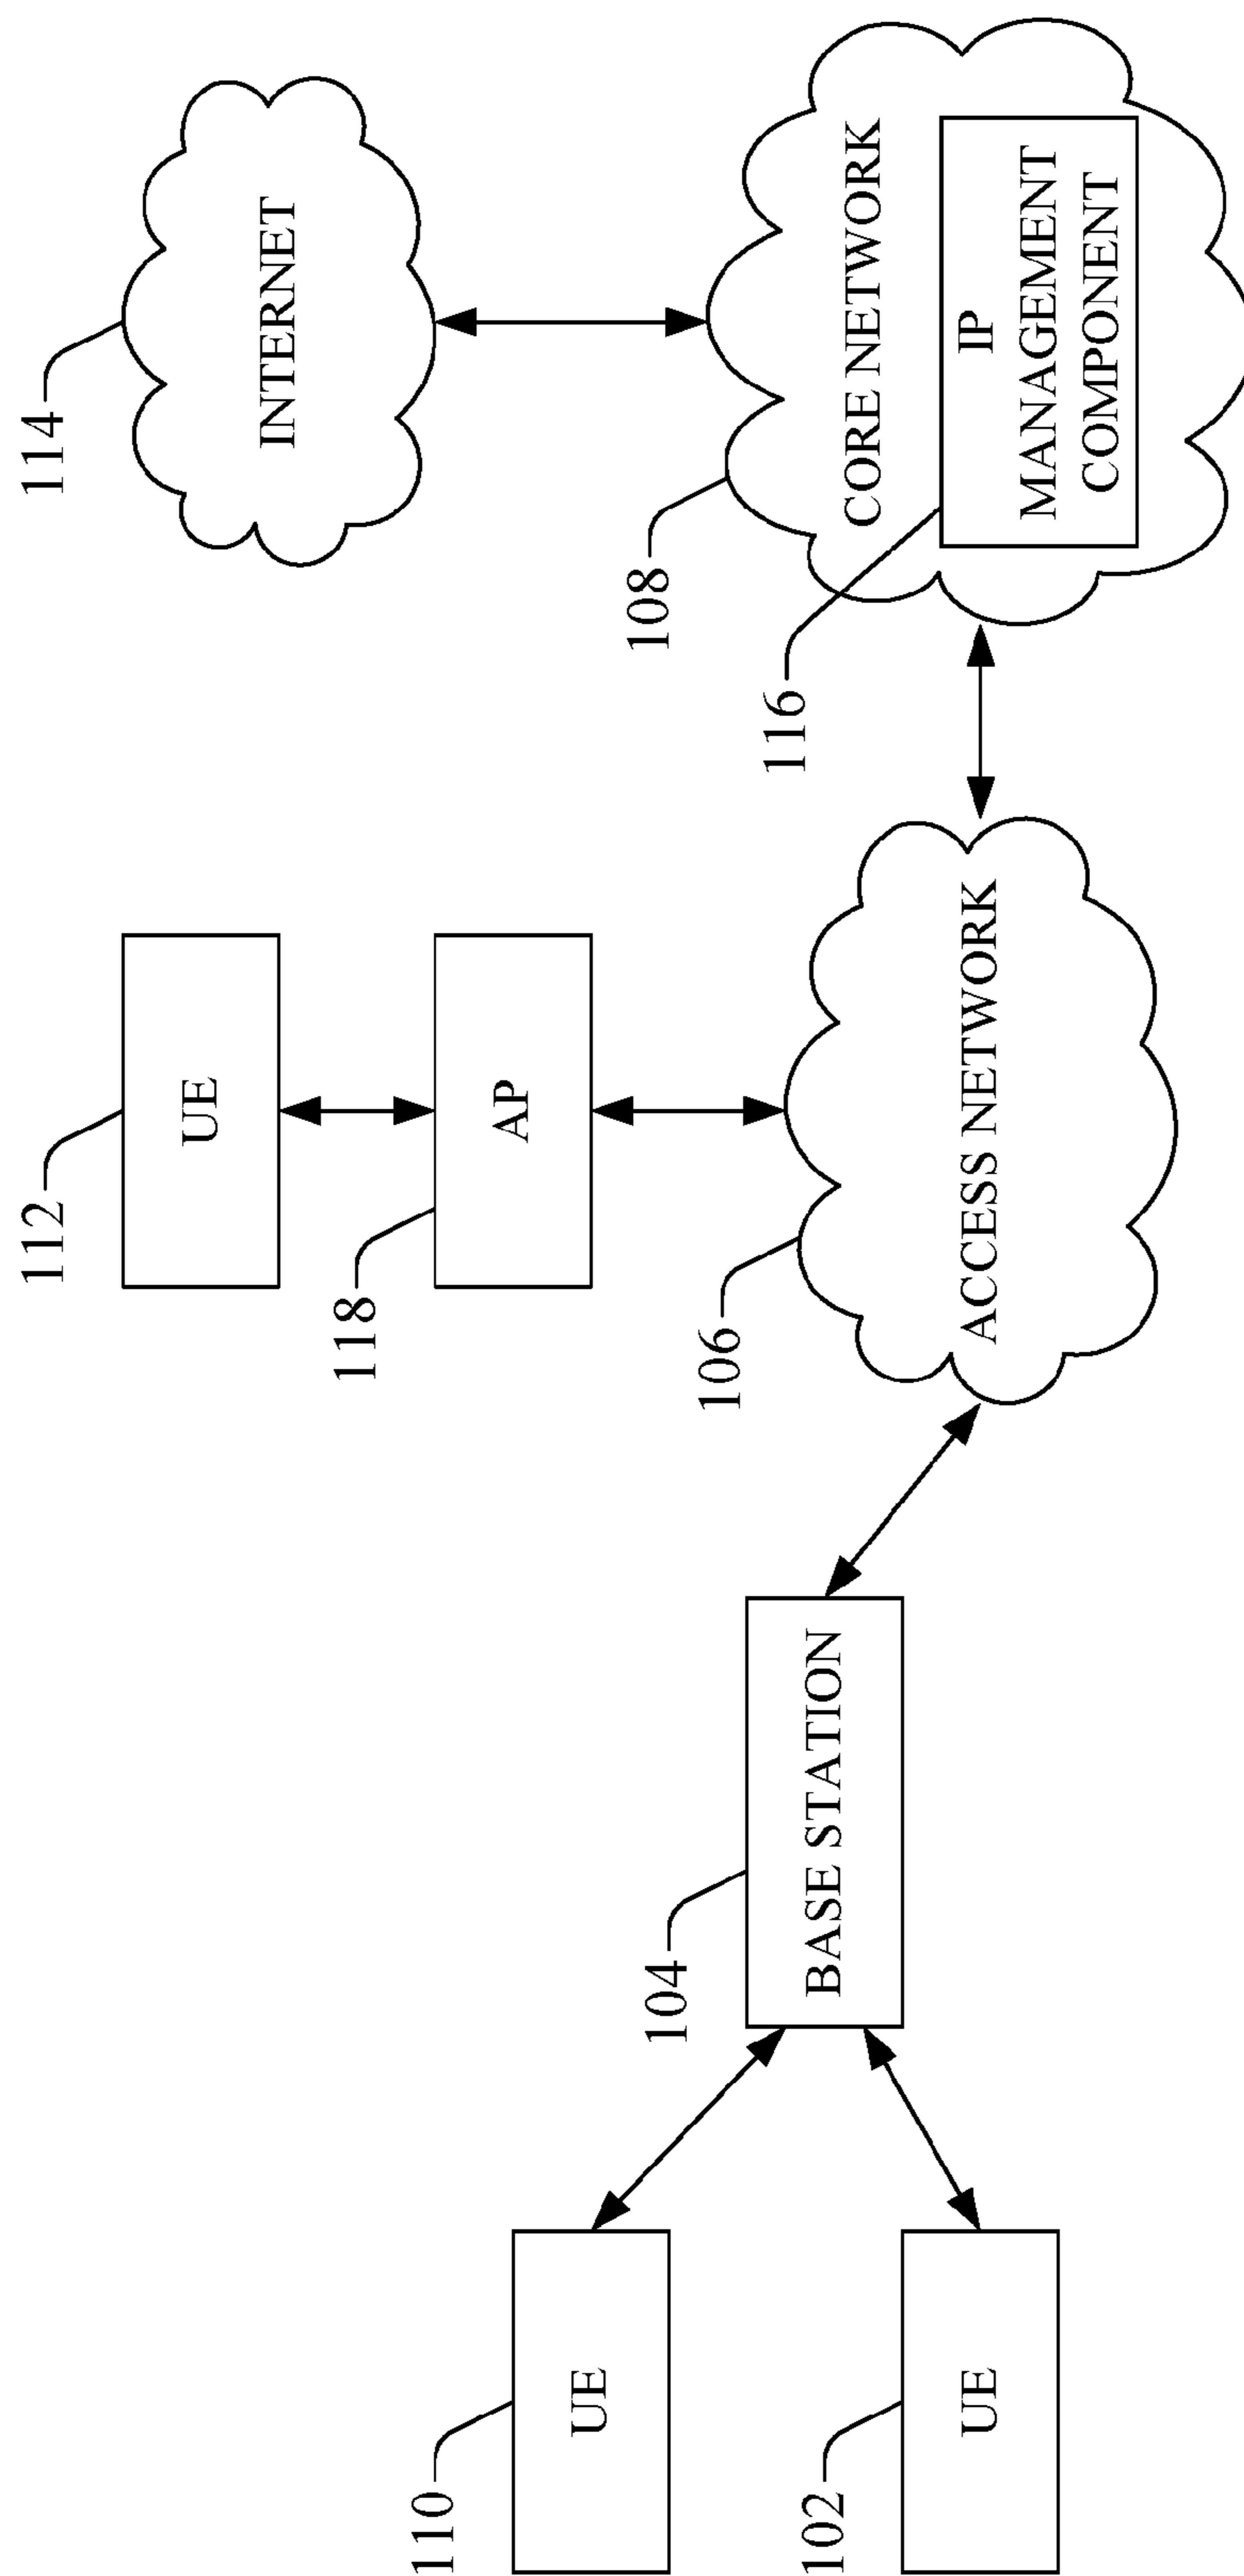 114
INTERNET
112
UE
118
AP
108
CORE NETWORK
116
IP
MANAGEMENT
COMPONENT
106
ACCESS NETWORK
110
UE
104
BASE STATION
102
UE